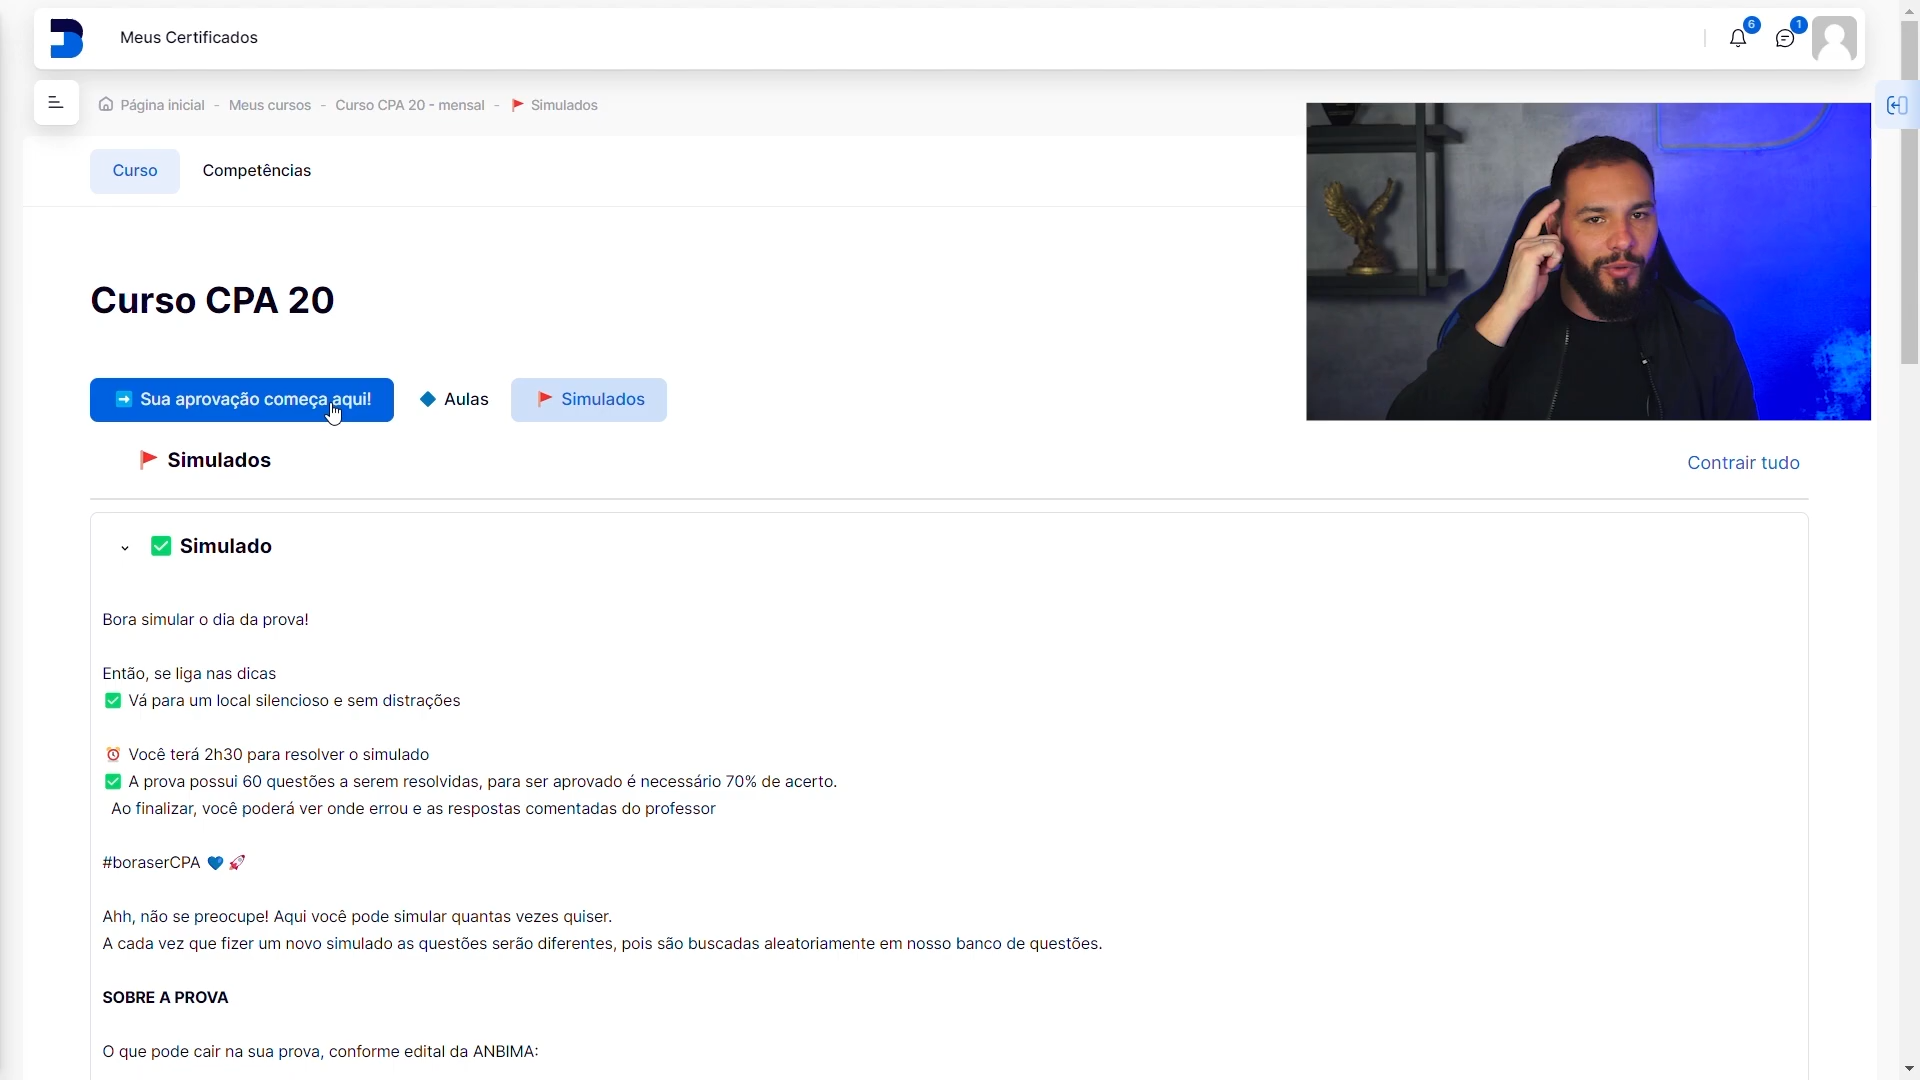 Meus Certificados
6
1
Página inicial - Meus cursos - Curso CPA 20 - mensal - 🚩 Simulados
Curso
Competências
Curso CPA 20
➡️ Sua aprovação começa aqui!
🔷 Aulas
🚩 Simulados
🚩 Simulados
Contrair tudo
✅ Simulado
Bora simular o dia da prova!
Então, se liga nas dicas
✅ Vá para um local silencioso e sem distrações
⏰ Você terá 2h30 para resolver o simulado
✅ A prova possui 60 questões a serem resolvidas, para ser aprovado é necessário 70% de acerto.
Ao finalizar, você poderá ver onde errou e as respostas comentadas do professor
#boraserCPA 💙🚀
Ahh, não se preocupe! Aqui você pode simular quantas vezes quiser.
A cada vez que fizer um novo simulado as questões serão diferentes, pois são buscadas aleatoriamente em nosso banco de questões.
SOBRE A PROVA
O que pode cair na sua prova, conforme edital da ANBIMA: